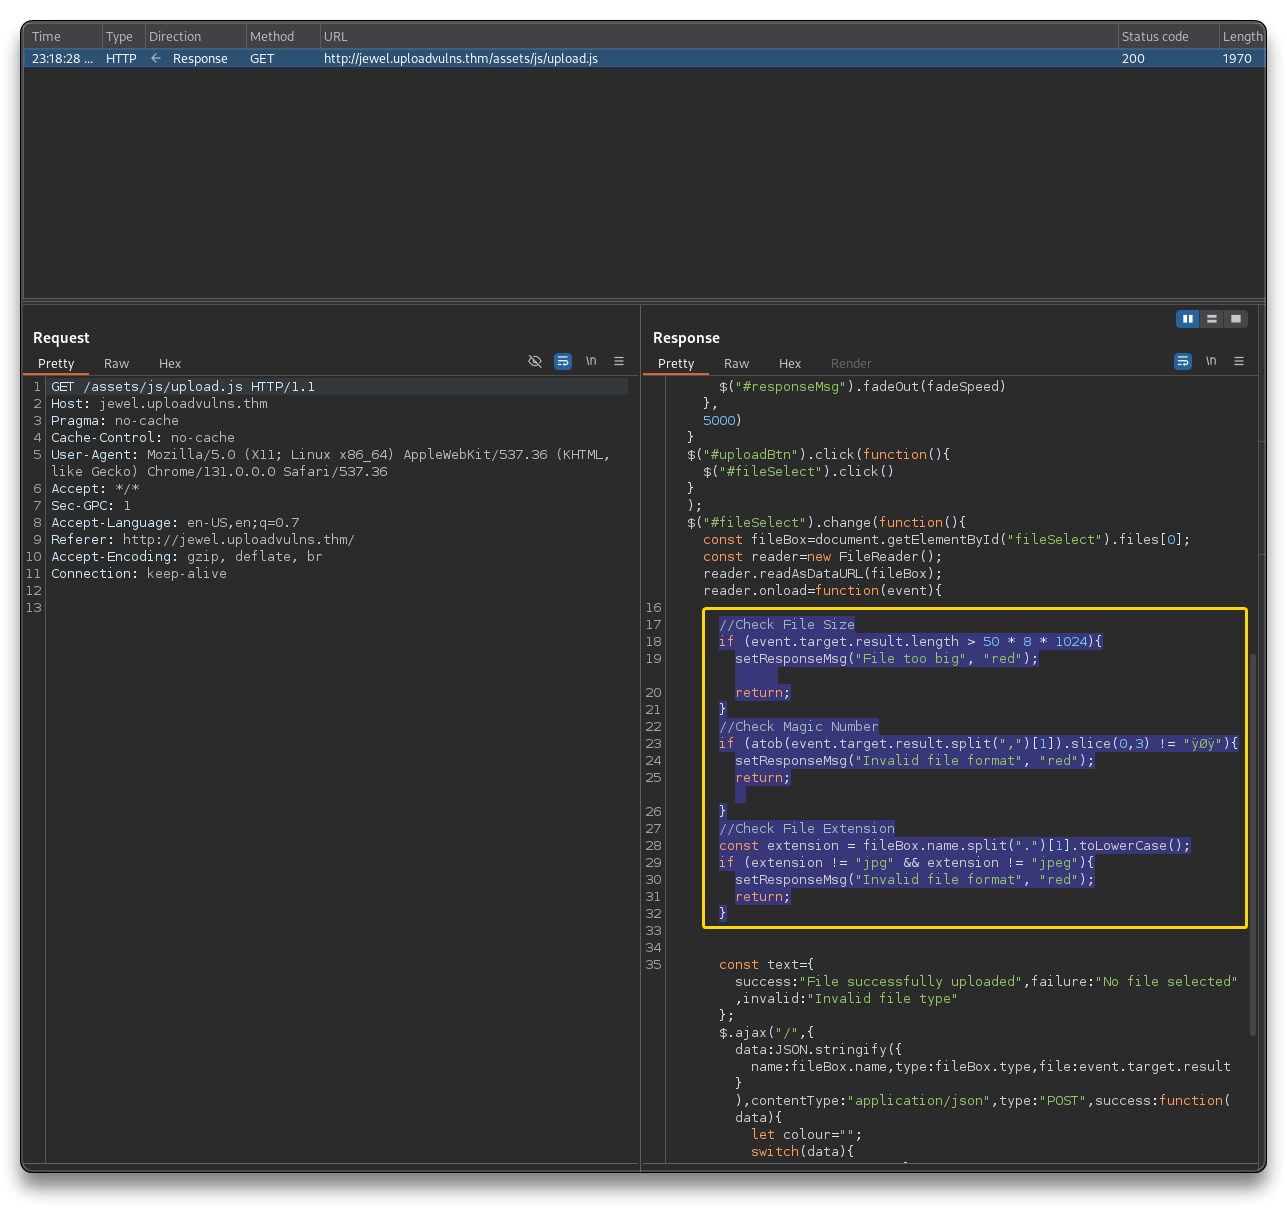 Time Type Direction Method URL Status code Length
23:18:28 ... HTTP ← Response GET http://jewel.uploadvulns.thm/assets/js/upload.js 200 1970
Request
Pretty Raw Hex \n
1 GET /assets/js/upload.js HTTP/1.1
2 Host: jewel.uploadvulns.thm
3 Pragma: no-cache
4 Cache-Control: no-cache
5 User-Agent: Mozilla/5.0 (X11; Linux x86_64) AppleWebKit/537.36 (KHTML,
like Gecko) Chrome/131.0.0.0 Safari/537.36
6 Accept: */*
7 Sec-GPC: 1
8 Accept-Language: en-US,en;q=0.7
9 Referer: http://jewel.uploadvulns.thm/
10 Accept-Encoding: gzip, deflate, br
11 Connection: keep-alive
12
13
Response
Pretty Raw Hex Render \n
$("#responseMsg").fadeOut(fadeSpeed)
},
5000)
}
$("#uploadBtn").click(function(){
$("#fileSelect").click()
}
);
$("#fileSelect").change(function(){
const fileBox=document.getElementById("fileSelect").files[0];
const reader=new FileReader();
reader.readAsDataURL(fileBox);
reader.onload=function(event){
16
17 //Check File Size
18 if (event.target.result.length > 50 * 8 * 1024){
19 setResponseMsg("File too big", "red");
20 return;
21 }
22 //Check Magic Number
23 if (atob(event.target.result.split(",")[1]).slice(0,3) != "ÿØÿ"){
24 setResponseMsg("Invalid file format", "red");
25 return;
26 }
27 //Check File Extension
28 const extension = fileBox.name.split(".")[1].toLowerCase();
29 if (extension != "jpg" && extension != "jpeg"){
30 setResponseMsg("Invalid file format", "red");
31 return;
32 }
33
34
35 const text={
success:"File successfully uploaded",failure:"No file selected"
,invalid:"Invalid file type"
};
$.ajax("/",{
data:JSON.stringify({
name:fileBox.name,type:fileBox.type,file:event.target.result
}
),contentType:"application/json",type:"POST",success:function(
data){
let colour="";
switch(data){